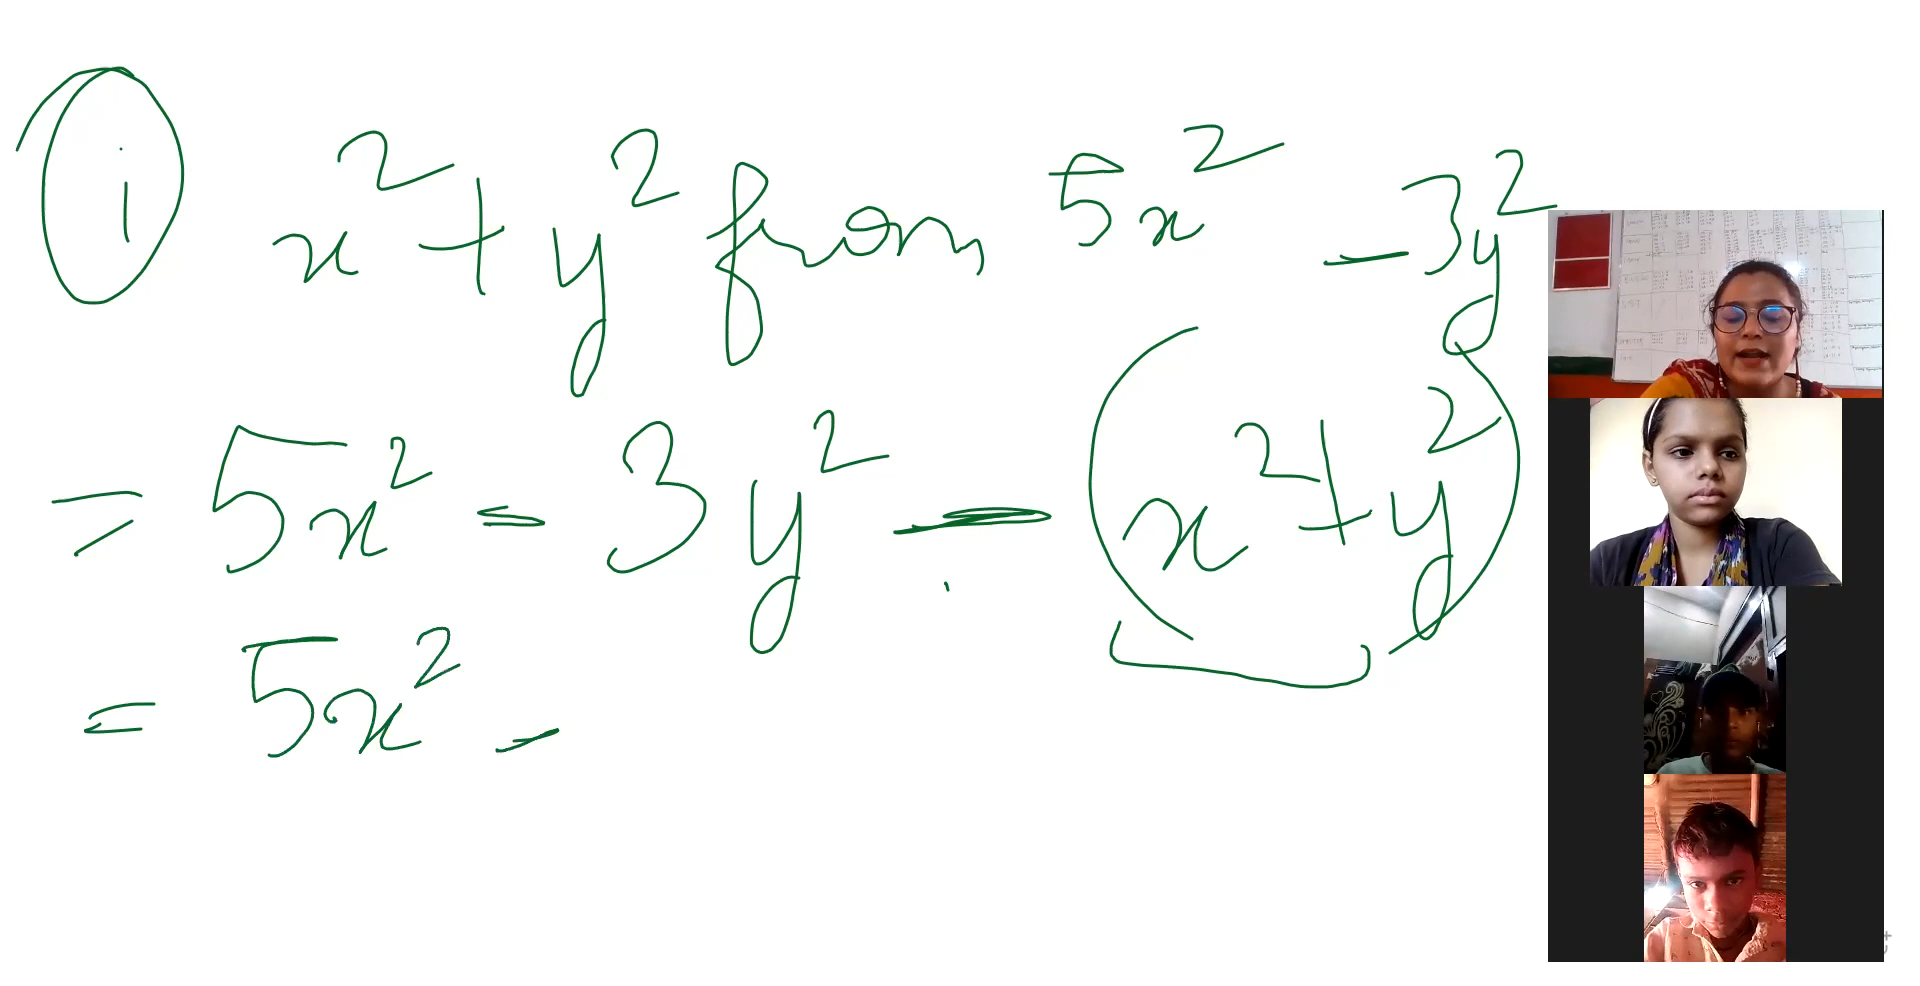 i x² + y² from 5x² - 3y²
= 5x² - 3y² - (x² + y²)
= 5x² -